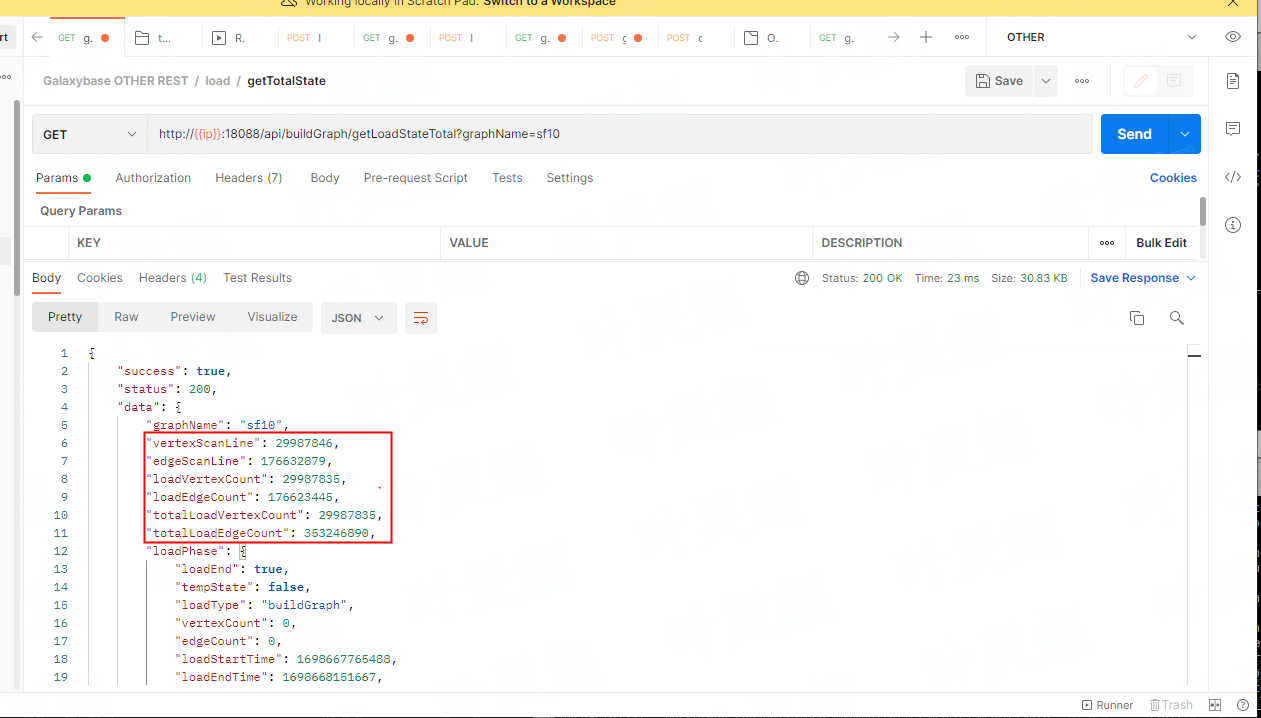 Working locally in Scratch Pad. Switch to a Workspace
rt
GET g.
t...
R.
POST I
GET g.
POST I
GET g.
POST
POST
O.
GET g.
OTHER
Galaxybase OTHER REST / load / getTotalState
Save
GET
http://{{ip}}:18088/api/buildGraph/getLoadStateTotal?graphName=sf10
Send
Params
Authorization
Headers (7)
Body
Pre-request Script
Tests
Settings
Cookies
Query Params
KEY
VALUE
DESCRIPTION
Bulk Edit
Body
Cookies
Headers (4)
Test Results
Status: 200 OK
Time: 23 ms
Size: 30.83 KB
Save Response
Pretty
Raw
Preview
Visualize
JSON
1 {
2 "success": true,
3 "status": 200,
4 "data": {
5 "graphName": "sf10",
6 "vertexScanLine": 29987846,
7 "edgeScanLine": 176632879,
8 "loadVertexCount": 29987835,
9 "loadEdgeCount": 176623445,
10 "totalLoadVertexCount": 29987835,
11 "totalLoadEdgeCount": 353246890,
12 "loadPhase": {
13 "loadEnd": true,
14 "tempState": false,
15 "loadType": "buildGraph",
16 "vertexCount": 0,
17 "edgeCount": 0,
18 "loadStartTime": 1698667765488,
19 "loadEndTime": 1698668151667,
Runner
Trash